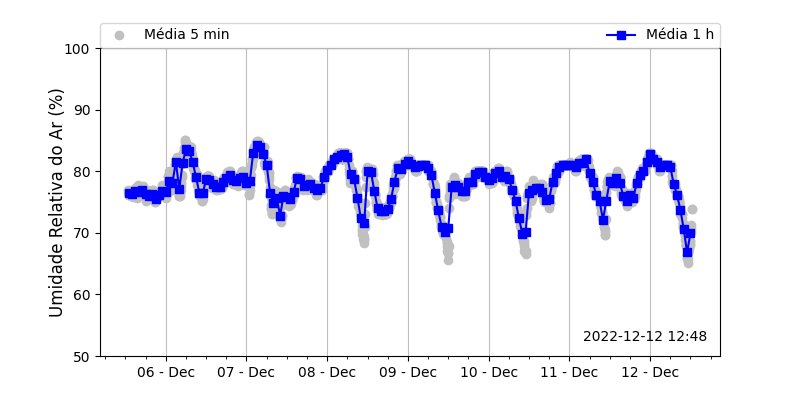 Média 5 min
Média 1 h
Umidade Relativa do Ar (%)
100
90
80
70
60
50
2022-12-12 12:48
06 - Dec
07 - Dec
08 - Dec
09 - Dec
10 - Dec
11 - Dec
12 - Dec